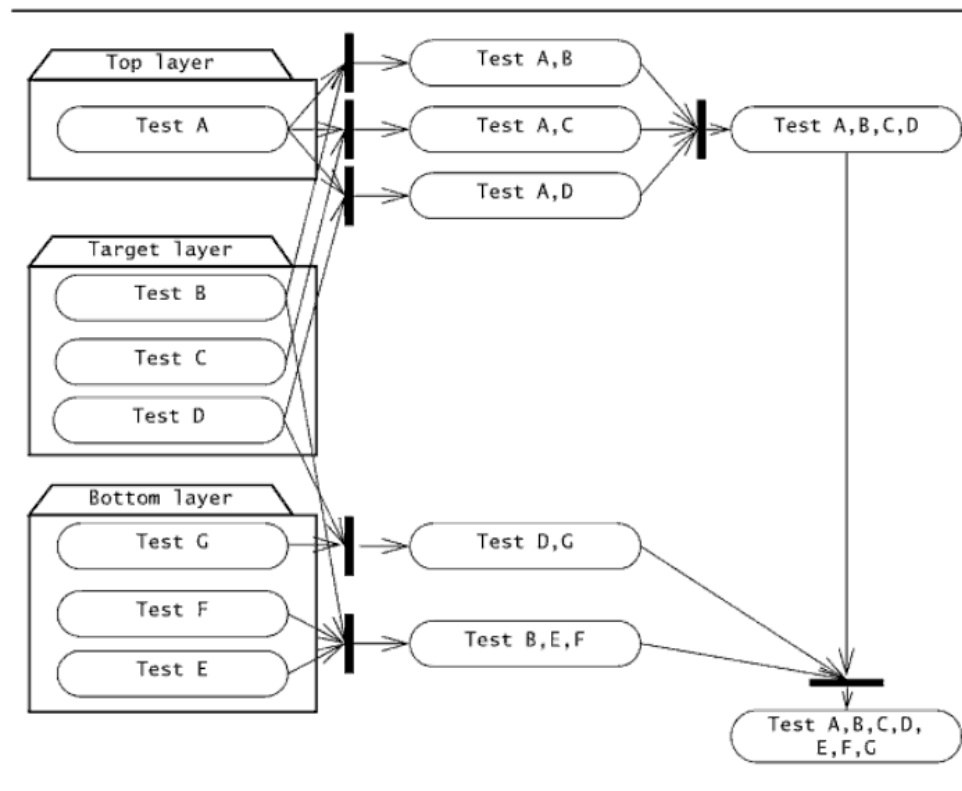 Top layer
Test A
Test A,B
Test A,C
Test A,D
Test A,B,C,D
Target layer
Test B
Test C
Test D
Bottom layer
Test G
Test F
Test E
Test D,G
Test B,E,F
Test A,B,C,D,
E,F,G